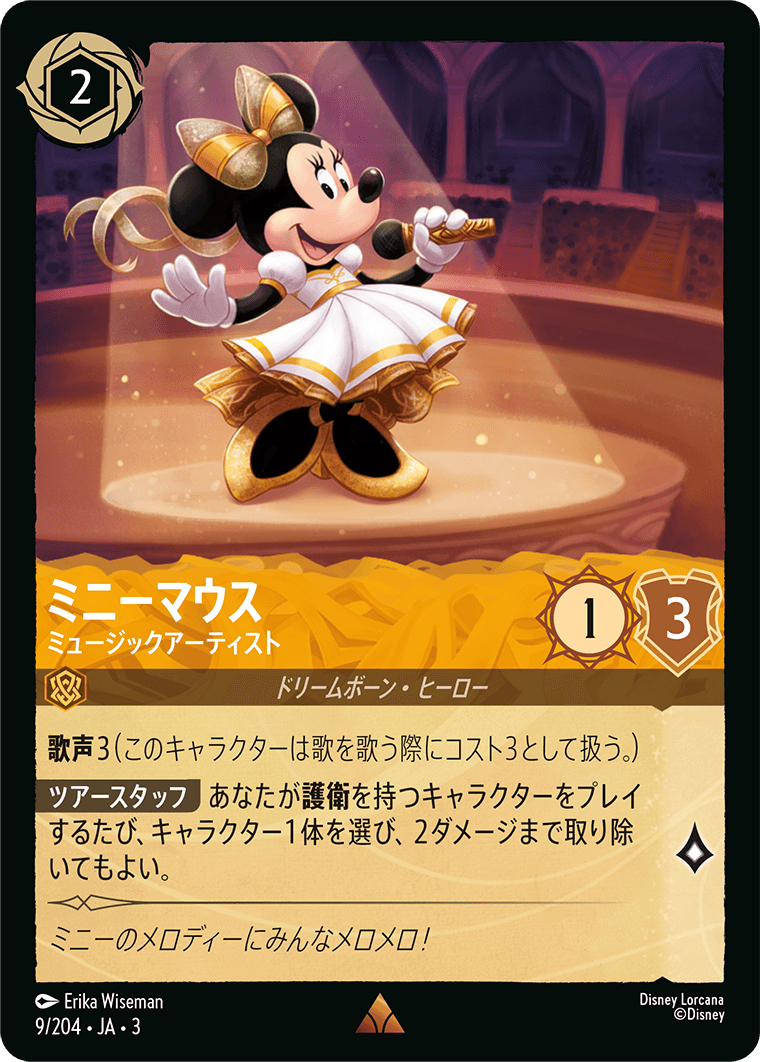 2
ミニーマウス
ミュージックアーティスト
1
3
ドリームボーン・ヒーロー
歌声3(このキャラクターは歌を歌う際にコスト3として扱う。)
ツアースタッフ あなたが護衛を持つキャラクターをプレイ
するたび、キャラクター1体を選び、2ダメージまで取り除
いてもよい。
ミニーのメロディーにみんなメロメロ!
Erika Wiseman
9/204・JA・3
Disney Lorcana
©Disney